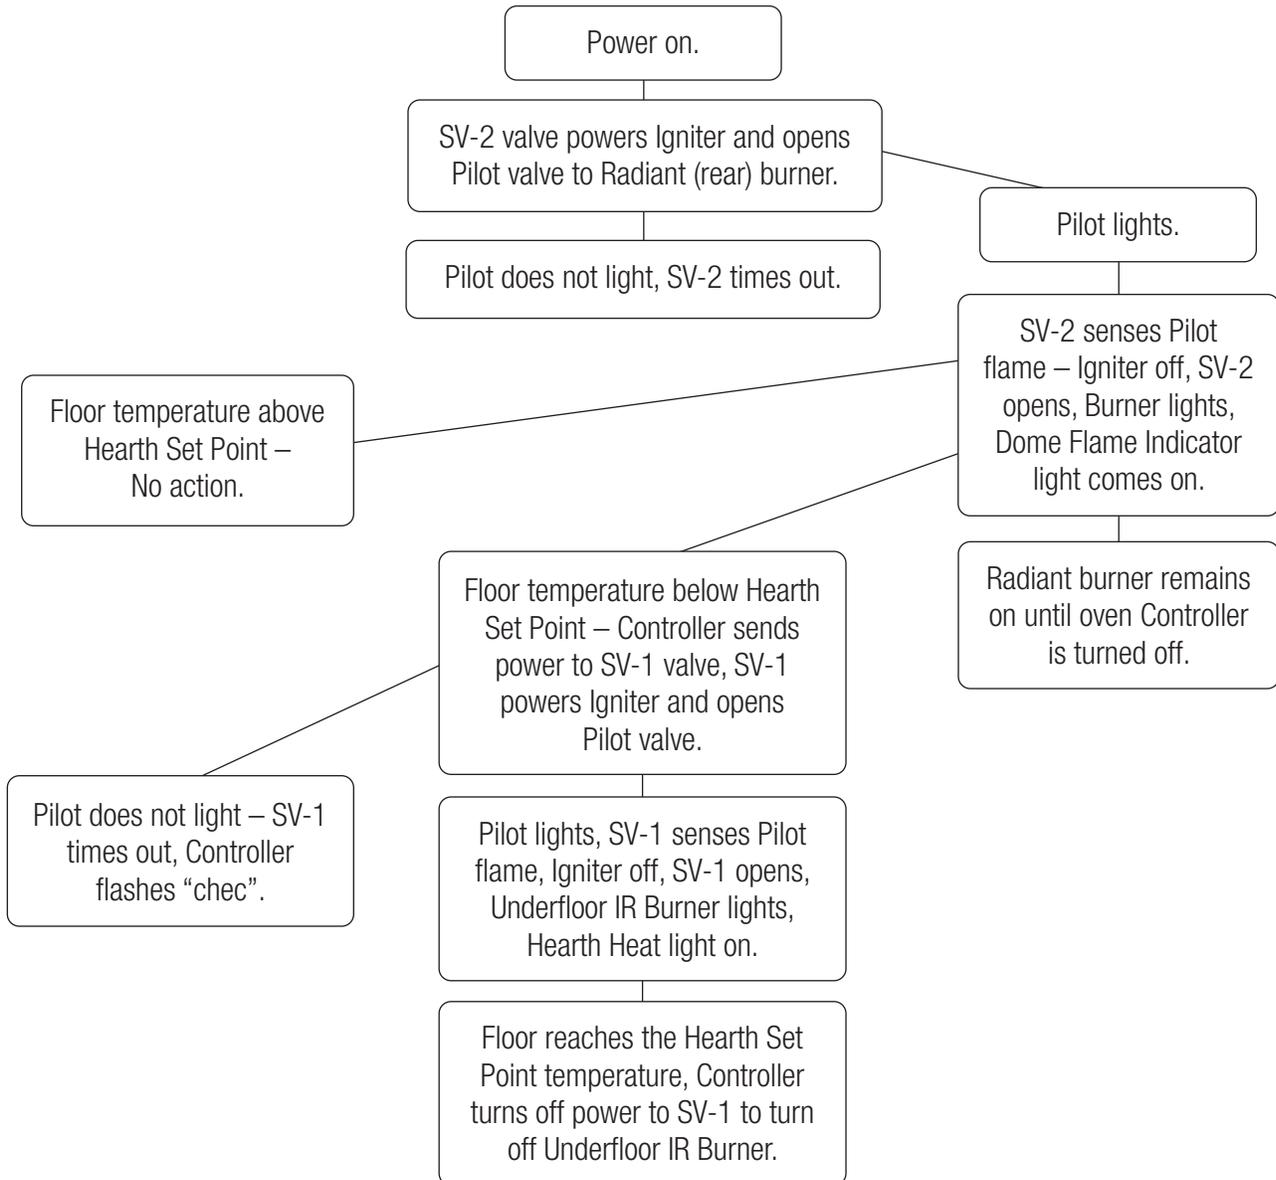 Power on.
SV-2 valve powers Igniter and opens
Pilot valve to Radiant (rear) burner.
Pilot lights.
Pilot does not light, SV-2 times out.
SV-2 senses Pilot
flame – Igniter off, SV-2
opens, Burner lights,
Dome Flame Indicator
light comes on.
Floor temperature above
Hearth Set Point –
No action.
Radiant burner remains
on until oven Controller
is turned off.
Floor temperature below Hearth
Set Point – Controller sends
power to SV-1 valve, SV-1
powers Igniter and opens
Pilot valve.
Pilot does not light – SV-1
times out, Controller
flashes “chec”.
Pilot lights, SV-1 senses Pilot
flame, Igniter off, SV-1 opens,
Underfloor IR Burner lights,
Hearth Heat light on.
Floor reaches the Hearth Set
Point temperature, Controller
turns off power to SV-1 to turn
off Underfloor IR Burner.